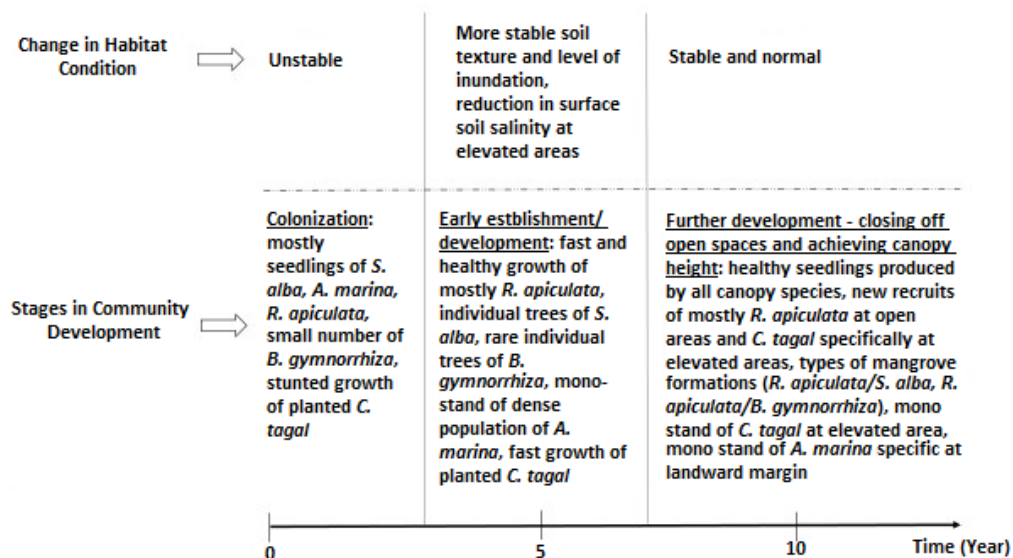 Change in Habitat
Condition
Unstable
More stable soil
texture and level of
inundation,
reduction in surface
soil salinity at
elevated areas
Stable and normal
Stages in Community
Development
Colonization:
mostly
seedlings of S.
alba, A. marina,
R. apiculata,
small number of
B. gymnorrhiza,
stunted growth
of planted C.
tagal
Early estblishment/
development: fast and
healthy growth of
mostly R. apiculata,
individual trees of S.
alba, rare individual
trees of B.
gymnorrhiza, mono-
stand of dense
population of A.
marina, fast growth of
planted C. tagal
Further development - closing off
open spaces and achieving canopy
height: healthy seedlings produced
by all canopy species, new recruits
of mostly R. apiculata at open
areas and C. tagal specifically at
elevated areas, types of mangrove
formations (R. apiculata/S. alba, R.
apiculata/B. gymnorrhiza), mono
stand of C. tagal at elevated area,
mono stand of A. marina specific at
landward margin
0
5
10
Time (Year)